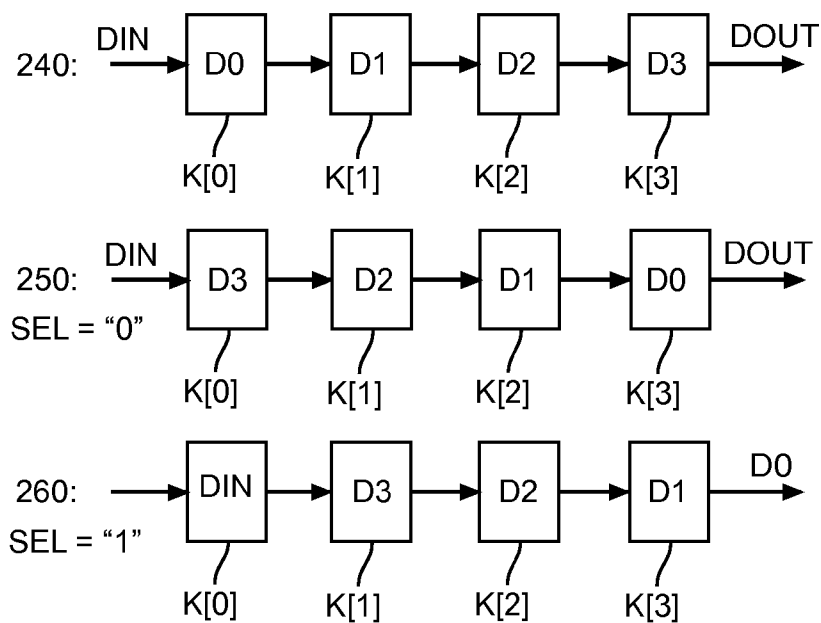 DIN DOUT
240: D0 D1 D2 D3
K[0] K[1] K[2] K[3]
DIN DOUT
250: D3 D2 D1 D0
SEL = “0”
K[0] K[1] K[2] K[3]
D0
260: DIN D3 D2 D1
SEL = “1”
K[0] K[1] K[2] K[3]